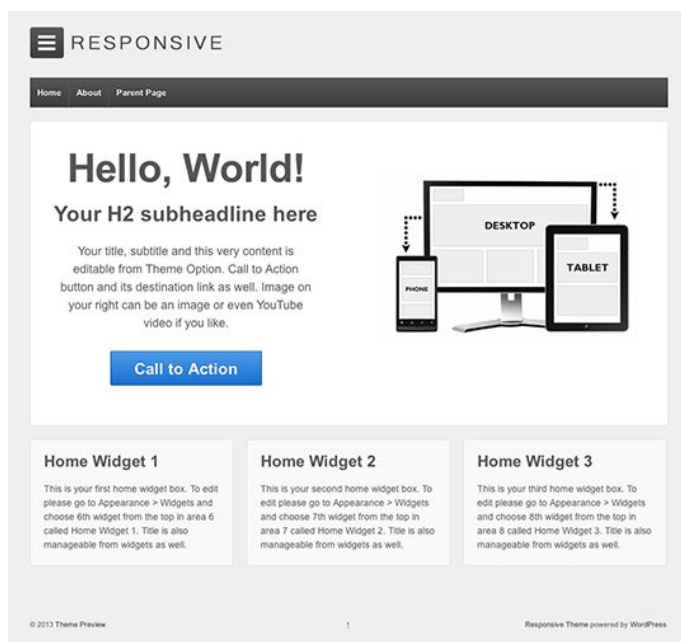 RESPONSIVE
Home About Parent Page
Hello, World!
Your H2 subheadline here
Your title, subtitle and this very content is
editable from Theme Option. Call to Action
button and its destination link as well. Image on
your right can be an image or even YouTube
video if you like.
Call to Action
DESKTOP
TABLET
PHONE
Home Widget 1
This is your first home widget box. To edit
please go to Appearance > Widgets and
choose 6th widget from the top in area 6
called Home Widget 1. Title is also
manageable from widgets as well.
Home Widget 2
This is your second home widget box. To
edit please go to Appearance > Widgets
and choose 7th widget from the top in
area 7 called Home Widget 2. Title is also
manageable from widgets as well.
Home Widget 3
This is your third home widget box. To
edit please go to Appearance > Widgets
and choose 8th widget from the top in
area 8 called Home Widget 3. Title is also
manageable from widgets as well.
© 2013 Theme Preview
↑
Responsive Theme powered by WordPress